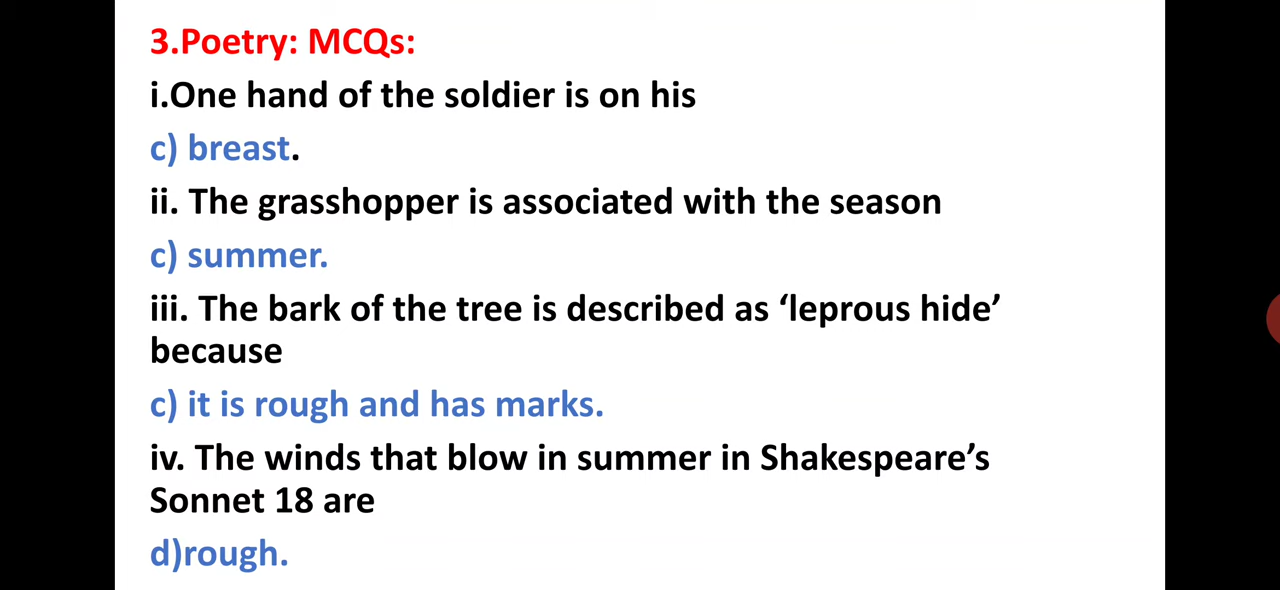 3.Poetry: MCQs:
i.One hand of the soldier is on his
c) breast.
ii. The grasshopper is associated with the season
c) summer.
iii. The bark of the tree is described as ‘leprous hide’
because
c) it is rough and has marks.
iv. The winds that blow in summer in Shakespeare’s
Sonnet 18 are
d)rough.